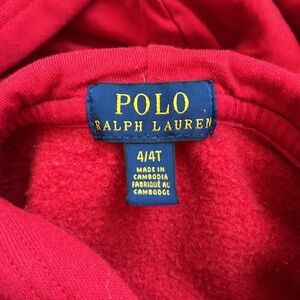 POLO
RALPH LAUREN
4/4T
MADE IN
CAMBODIA
FABRIQUÉ AU
CAMBODGE